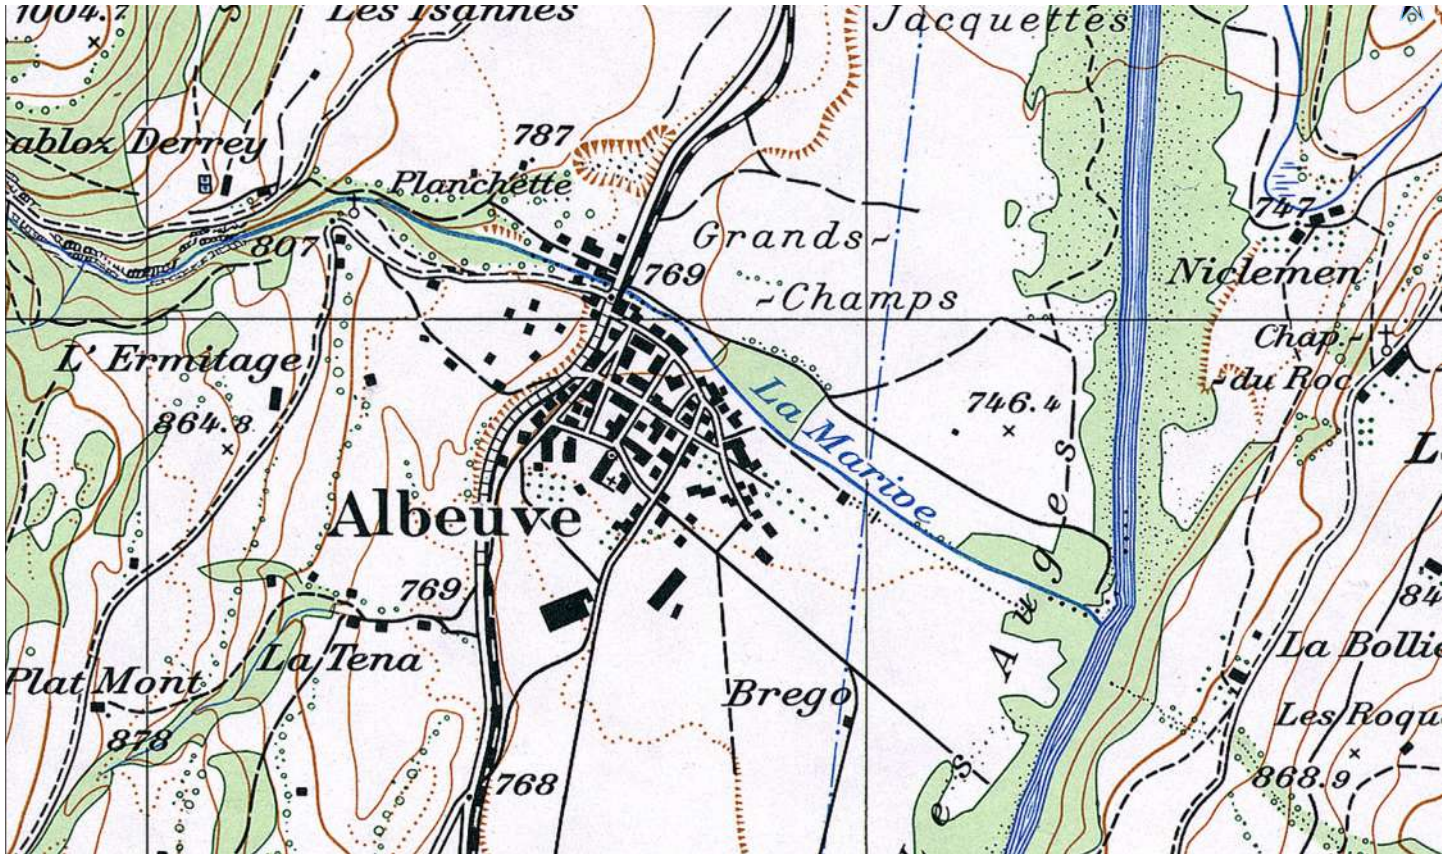 1004.7
Les Isannes
Jacquettes
ablox Derrey
787
Planchette
807
769
Grands-
-Champs
747
Niclemen
L'Ermitage
864.8
746.4
Chap.-
-du Roc
La Marive
Albeuve
769
La Tena
Plat Mont
878
Brego
768
Les Auges
La Bollie
Les Roqu
868.9
84
L